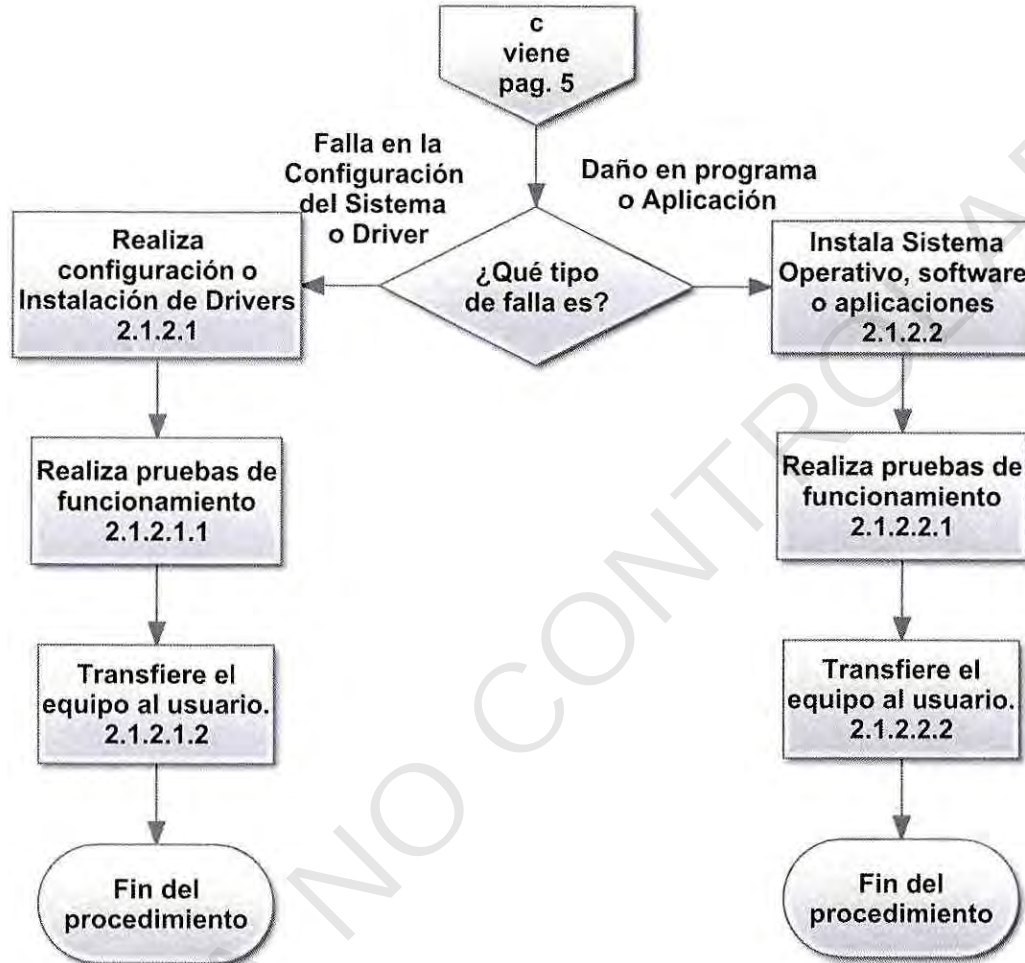 c
viene
pag. 5
Falla en la
Configuración
del Sistema
o Driver
Daño en programa
o Aplicación
¿Qué tipo
de falla es?
Realiza
configuración o
Instalación de Drivers
2.1.2.1
Instala Sistema
Operativo, software
o aplicaciones
2.1.2.2
Realiza pruebas de
funcionamiento
2.1.2.1.1
Realiza pruebas de
funcionamiento
2.1.2.2.1
Transfiere el
equipo al usuario.
2.1.2.1.2
Transfiere el
equipo al usuario.
2.1.2.2.2
Fin del
procedimiento
Fin del
procedimiento
NO CONTROLA